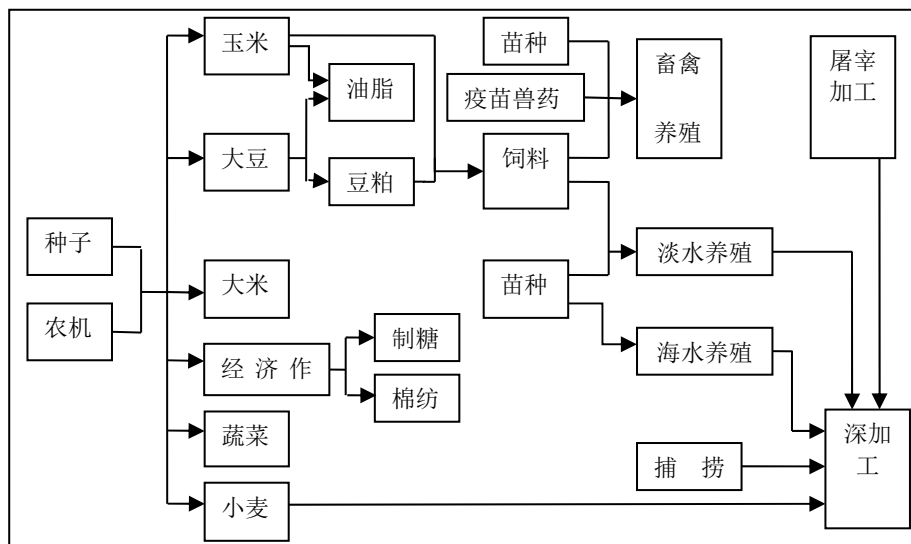 玉米
苗种
畜禽
养殖
屠宰
加工
油脂
疫苗兽药
大豆
豆粕
饲料
种子
农机
大米
苗种
淡水养殖
制糖
海水养殖
经 济 作
棉纺
蔬菜
深加
工
捕 捞
小麦